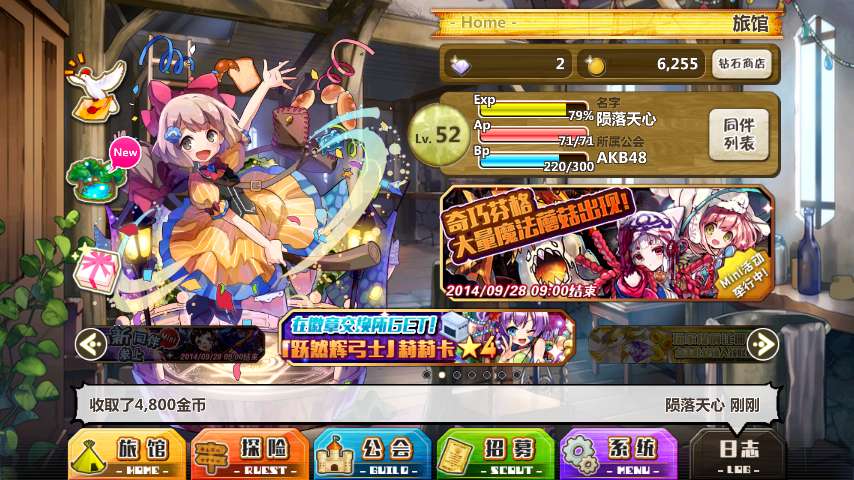 - Home -
旅馆
2
6,255
钻石商店
Exp
79%
名字
陨落天心
Lv. 52
Ap
71/71
所属公会
AKB48
Bp
220/300
同伴
列表
New
奇巧芬格
大量魔法蘑菇出现!
Mini活动
举行中!
2014/09/28 09:00结束
新同伴
2014/09/28 09:00结束
在徽章交换所GET!
「跃然辉弓士」莉莉卡★4
收取了4,800金币
陨落天心 刚刚
旅馆
- HOME -
探险
- QUEST -
公会
- GUILD -
招募
- SCOUT -
系统
- MENU -
日志
- LOG -